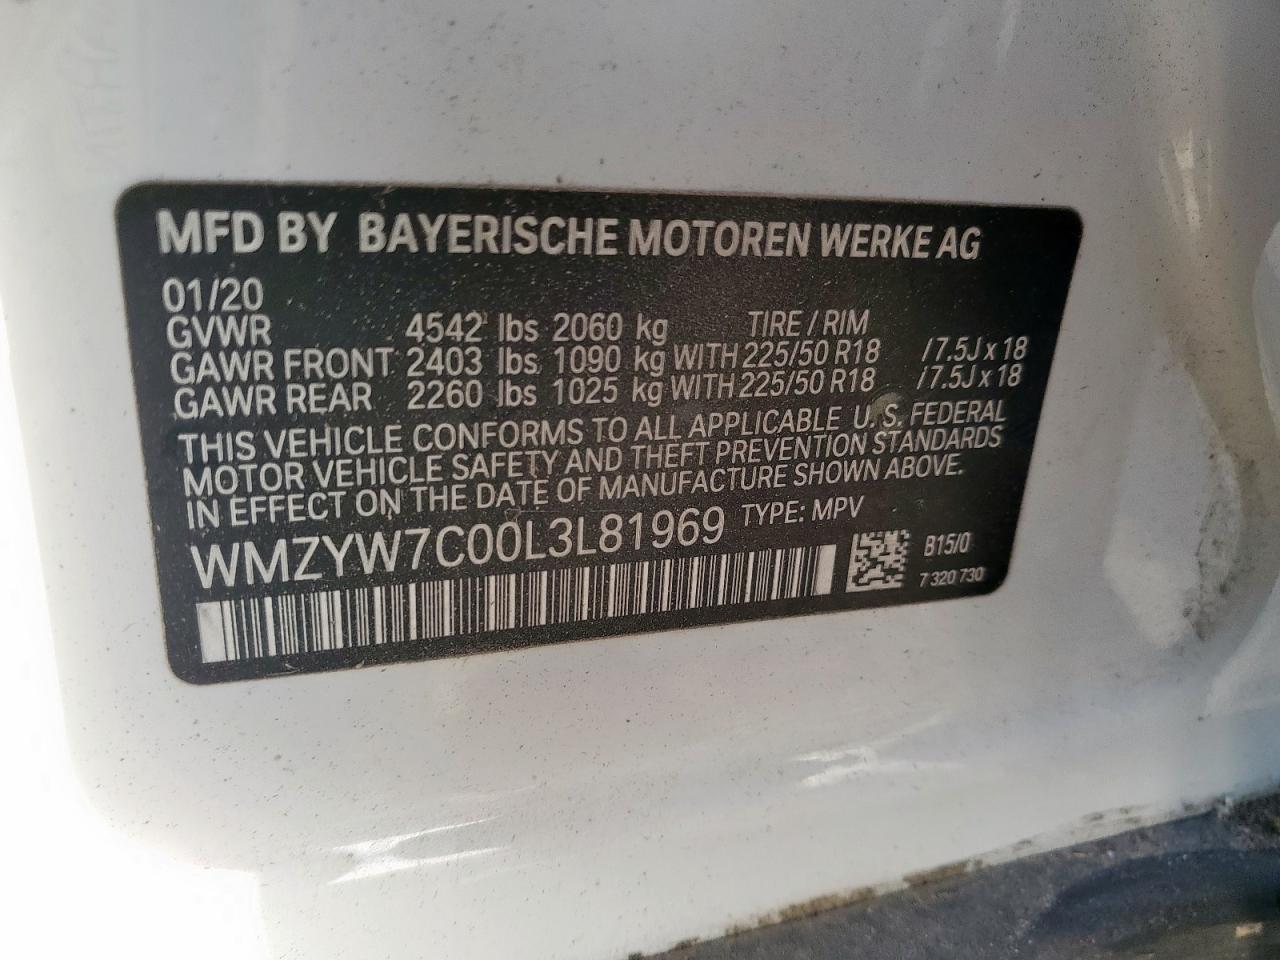 MFD BY BAYERISCHE MOTOREN WERKE AG
01/20
GVWR 4542 lbs 2060 kg TIRE / RIM
GAWR FRONT 2403 lbs 1090 kg WITH 225/50 R18 / 7.5J x 18
GAWR REAR 2260 lbs 1025 kg WITH 225/50 R18 / 7.5J x 18
THIS VEHICLE CONFORMS TO ALL APPLICABLE U. S. FEDERAL
MOTOR VEHICLE SAFETY AND THEFT PREVENTION STANDARDS
IN EFFECT ON THE DATE OF MANUFACTURE SHOWN ABOVE.
WMZYW7C00L3L81969 TYPE: MPV
B15/0
7 320 730